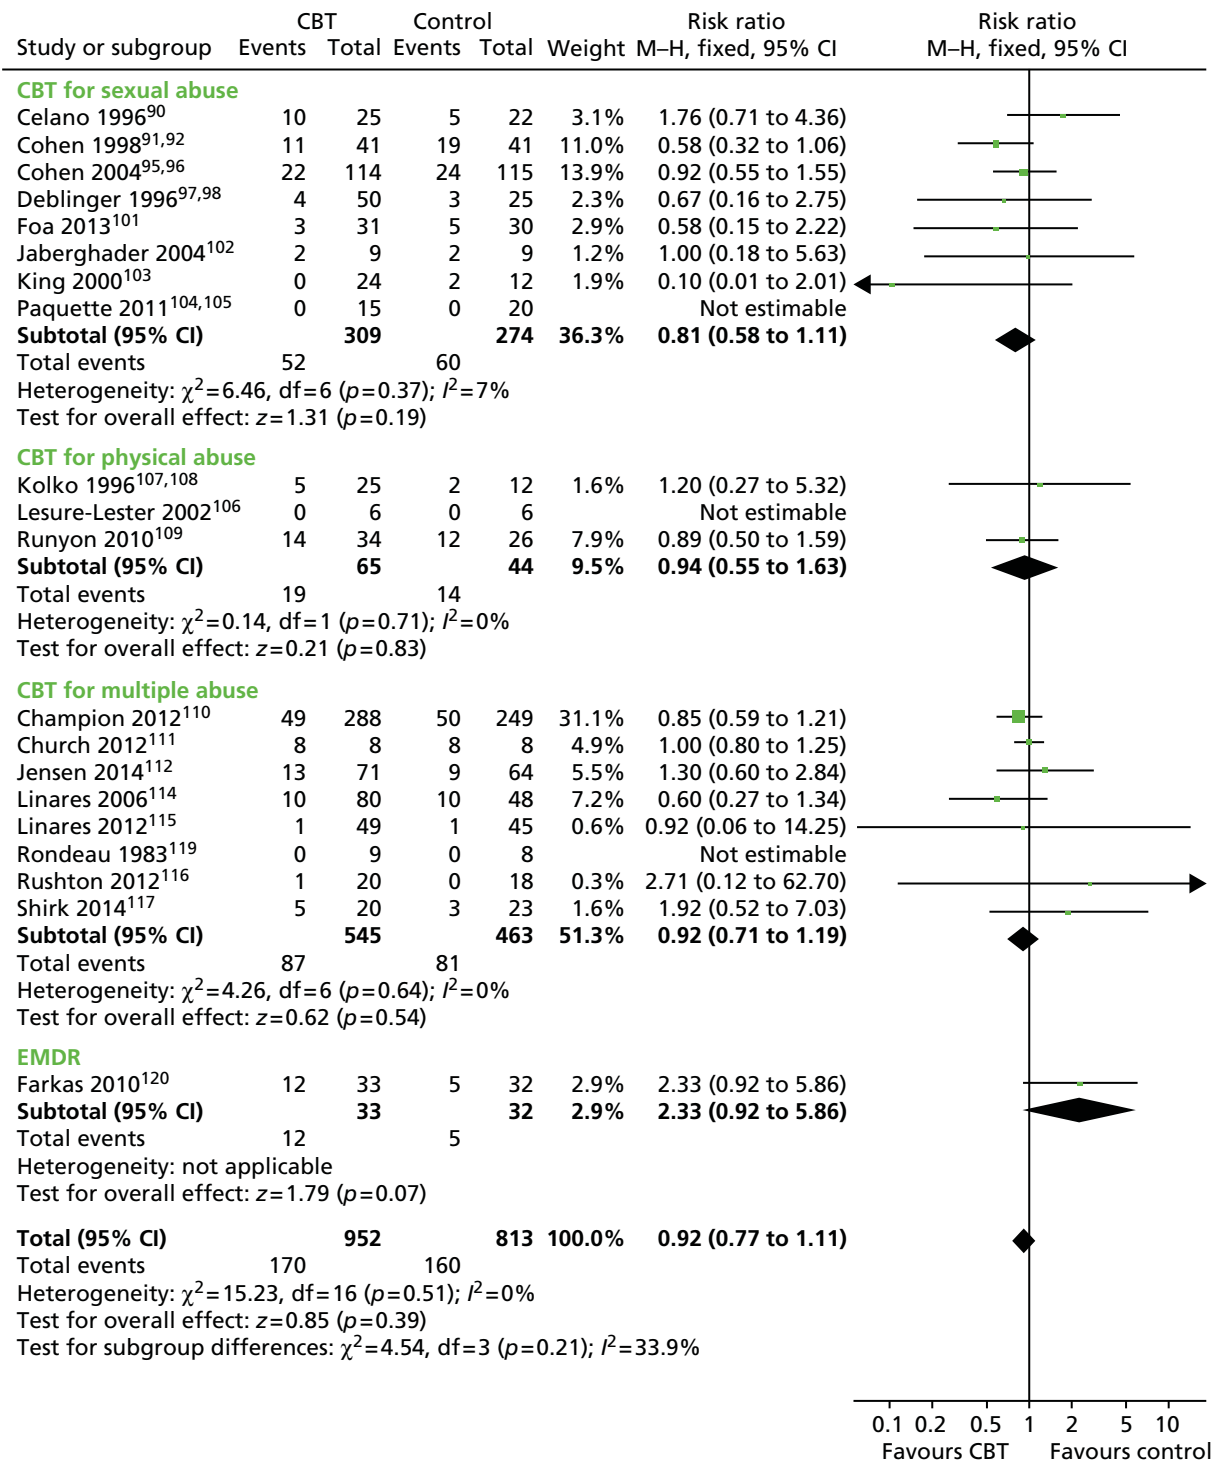 CBT Control Risk ratio Risk ratio
Study or subgroup Events Total Events Total Weight M–H, fixed, 95% CI M–H, fixed, 95% CI
CBT for sexual abuse
Celano 1996⁹⁰ 10 25 5 22 3.1% 1.76 (0.71 to 4.36)
Cohen 1998⁹¹,⁹² 11 41 19 41 11.0% 0.58 (0.32 to 1.06)
Cohen 2004⁹⁵,⁹⁶ 22 114 24 115 13.9% 0.92 (0.55 to 1.55)
Deblinger 1996⁹⁷,⁹⁸ 4 50 3 25 2.3% 0.67 (0.16 to 2.75)
Foa 2013¹⁰¹ 3 31 5 30 2.9% 0.58 (0.15 to 2.22)
Jaberghader 2004¹⁰² 2 9 2 9 1.2% 1.00 (0.18 to 5.63)
King 2000¹⁰³ 0 24 2 12 1.9% 0.10 (0.01 to 2.01)
Paquette 2011¹⁰⁴,¹⁰⁵ 0 15 0 20 Not estimable
Subtotal (95% CI) 309 274 36.3% 0.81 (0.58 to 1.11)
Total events 52 60
Heterogeneity: χ²=6.46, df=6 (p=0.37); I²=7%
Test for overall effect: z=1.31 (p=0.19)
CBT for physical abuse
Kolko 1996¹⁰⁷,¹⁰⁸ 5 25 2 12 1.6% 1.20 (0.27 to 5.32)
Lesure-Lester 2002¹⁰⁶ 0 6 0 6 Not estimable
Runyon 2010¹⁰⁹ 14 34 12 26 7.9% 0.89 (0.50 to 1.59)
Subtotal (95% CI) 65 44 9.5% 0.94 (0.55 to 1.63)
Total events 19 14
Heterogeneity: χ²=0.14, df=1 (p=0.71); I²=0%
Test for overall effect: z=0.21 (p=0.83)
CBT for multiple abuse
Champion 2012¹¹⁰ 49 288 50 249 31.1% 0.85 (0.59 to 1.21)
Church 2012¹¹¹ 8 8 8 8 4.9% 1.00 (0.80 to 1.25)
Jensen 2014¹¹² 13 71 9 64 5.5% 1.30 (0.60 to 2.84)
Linares 2006¹¹⁴ 10 80 10 48 7.2% 0.60 (0.27 to 1.34)
Linares 2012¹¹⁵ 1 49 1 45 0.6% 0.92 (0.06 to 14.25)
Rondeau 1983¹¹⁹ 0 9 0 8 Not estimable
Rushton 2012¹¹⁶ 1 20 0 18 0.3% 2.71 (0.12 to 62.70)
Shirk 2014¹¹⁷ 5 20 3 23 1.6% 1.92 (0.52 to 7.03)
Subtotal (95% CI) 545 463 51.3% 0.92 (0.71 to 1.19)
Total events 87 81
Heterogeneity: χ²=4.26, df=6 (p=0.64); I²=0%
Test for overall effect: z=0.62 (p=0.54)
EMDR
Farkas 2010¹²⁰ 12 33 5 32 2.9% 2.33 (0.92 to 5.86)
Subtotal (95% CI) 33 32 2.9% 2.33 (0.92 to 5.86)
Total events 12 5
Heterogeneity: not applicable
Test for overall effect: z=1.79 (p=0.07)
Total (95% CI) 952 813 100.0% 0.92 (0.77 to 1.11)
Total events 170 160
Heterogeneity: χ²=15.23, df=16 (p=0.51); I²=0%
Test for overall effect: z=0.85 (p=0.39)
Test for subgroup differences: χ²=4.54, df=3 (p=0.21); I²=33.9%
0.1 0.2 0.5 1 2 5 10
Favours CBT Favours control